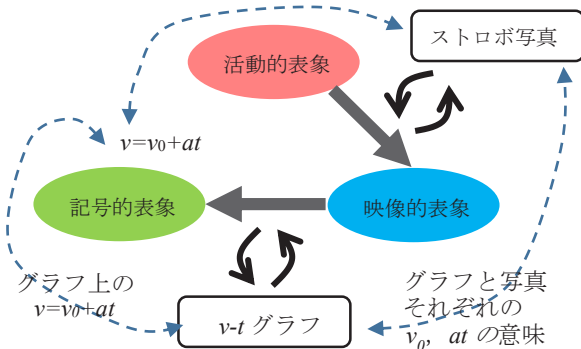 ストロボ写真
活動的表象
v=v0+at
記号的表象
映像的表象
グラフ上の
v=v0+at
v-t グラフ
グラフと写真
それぞれの
v0, at の意味